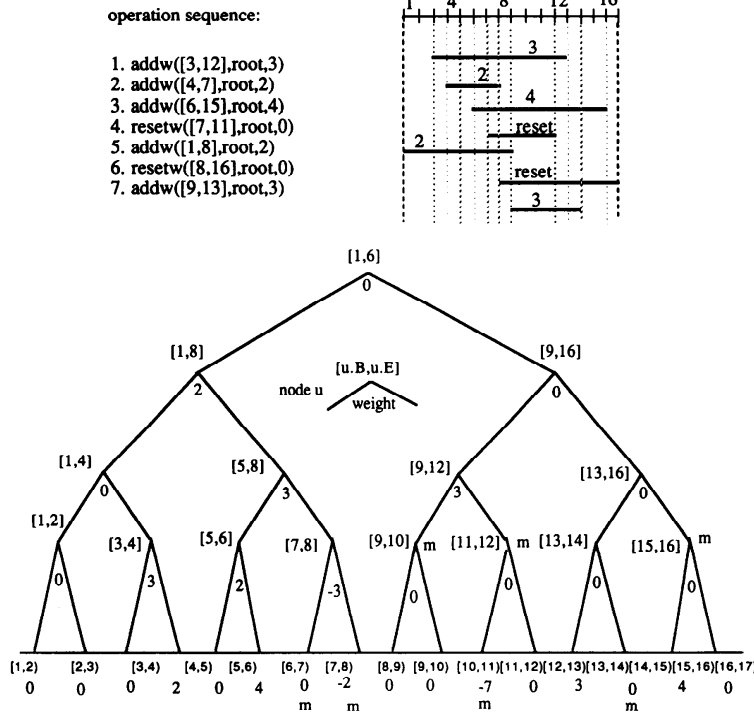 operation sequence:
1 4 8 12 16
1. addw([3,12],root,3)
2. addw([4,7],root,2)
3. addw([6,15],root,4)
4. resetw([7,11],root,0)
5. addw([1,8],root,2)
6. resetw([8,16],root,0)
7. addw([9,13],root,3)
3
2
4
reset
2
reset
3
[1,6]
0
[1,8]
2
[9,16]
0
[u.B,u.E]
node u
weight
[1,4]
0
[5,8]
3
[9,12]
3
[13,16]
0
[1,2]
0
[3,4]
3
[5,6]
2
[7,8]
-3
[9,10] m
0
[11,12] m
0
[13,14]
0
[15,16] m
0
[1,2) [2,3) [3,4) [4,5) [5,6) [6,7) [7,8) [8,9) [9,10) [10,11) [11,12) [12,13) [13,14) [14,15) [15,16) [16,17)
0 0 0 2 0 4 0 -2 0 0 -7 0 3 0 4 0
m m m m